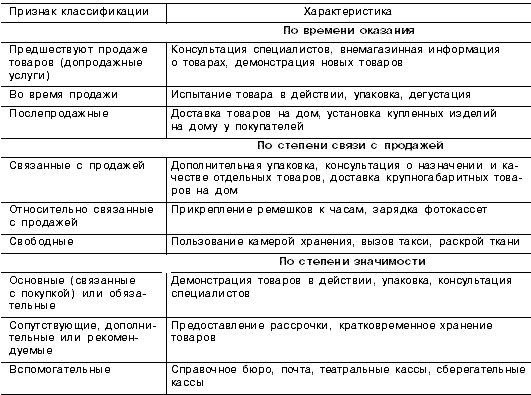 Признак классификации Характеристика
По времени оказания
Предшествуют продаже Консультация специалистов, внемагазинная информация
товаров (допродажные о товарах, демонстрация новых товаров
услуги)
Во время продажи Испытание товара в действии, упаковка, дегустация
Послепродажные Доставка товаров на дом, установка купленных изделий
на дому у покупателей
По степени связи с продажей
Связанные с продажей Дополнительная упаковка, консультация о назначении и ка-
честве отдельных товаров, доставка крупногабаритных това-
ров на дом
Относительно связанные Прикрепление ремешков к часам, зарядка фотокассет
с продажей
Свободные Пользование камерой хранения, вызов такси, раскрой ткани
По степени значимости
Основные (связанные Демонстрация товаров в действии, упаковка, консультация
с покупкой) или обяза- специалистов
тельные
Сопутствующие, дополни- Предоставление рассрочки, кратковременное хранение
тельные или рекомен- товаров
дуемые
Вспомогательные Справочное бюро, почта, театральные кассы, сберегательные
кассы